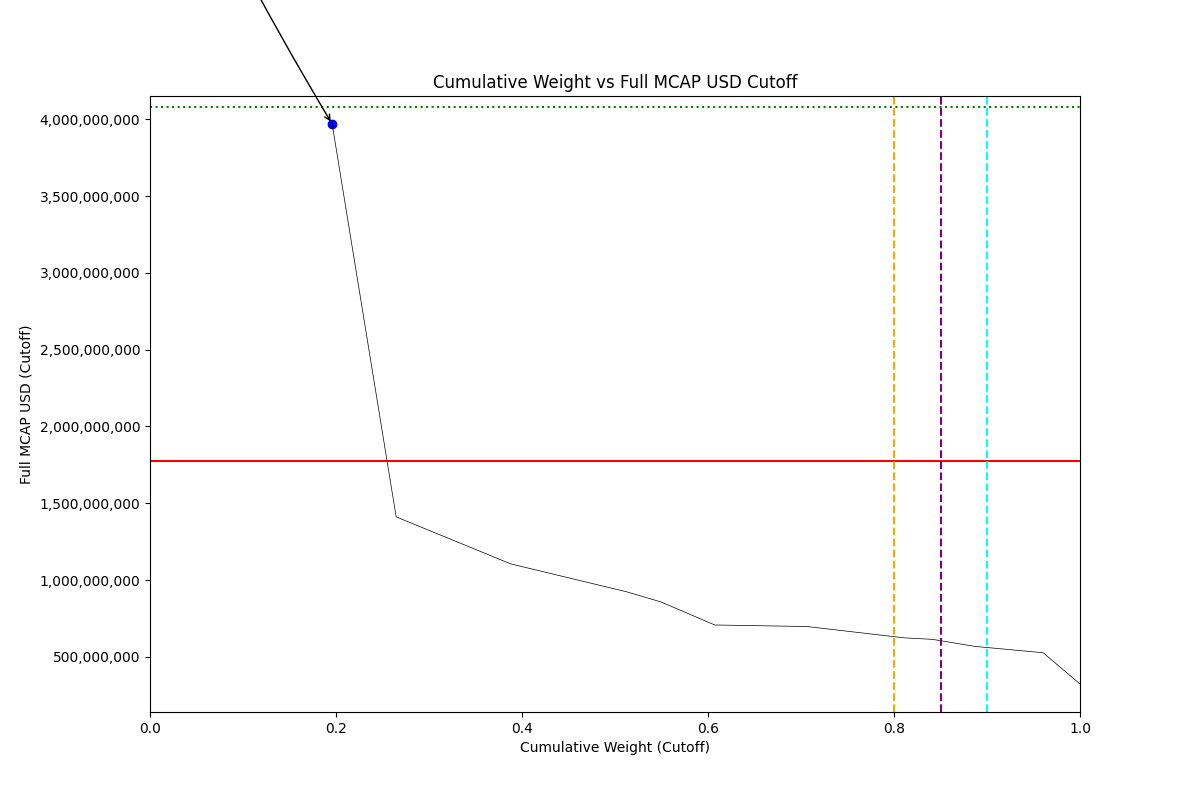 Cumulative Weight vs Full MCAP USD Cutoff
4,000,000,000
3,500,000,000
3,000,000,000
2,500,000,000
2,000,000,000
1,500,000,000
1,000,000,000
500,000,000
Full MCAP USD (Cutoff)
0.0 0.2 0.4 0.6 0.8 1.0
Cumulative Weight (Cutoff)